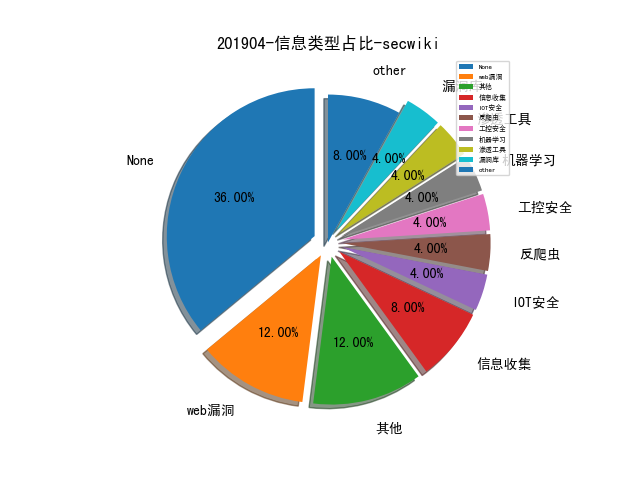 201904-信息类型占比-secwiki
None
36.00%
web漏洞
12.00%
其他
12.00%
信息收集
8.00%
IOT安全
4.00%
反爬虫
4.00%
工控安全
4.00%
机器学习
4.00%
工具
4.00%
漏
4.00%
other
8.00%
None
web漏洞
其他
信息收集
IOT安全
反爬虫
工控安全
机器学习
渗透工具
漏洞库
other